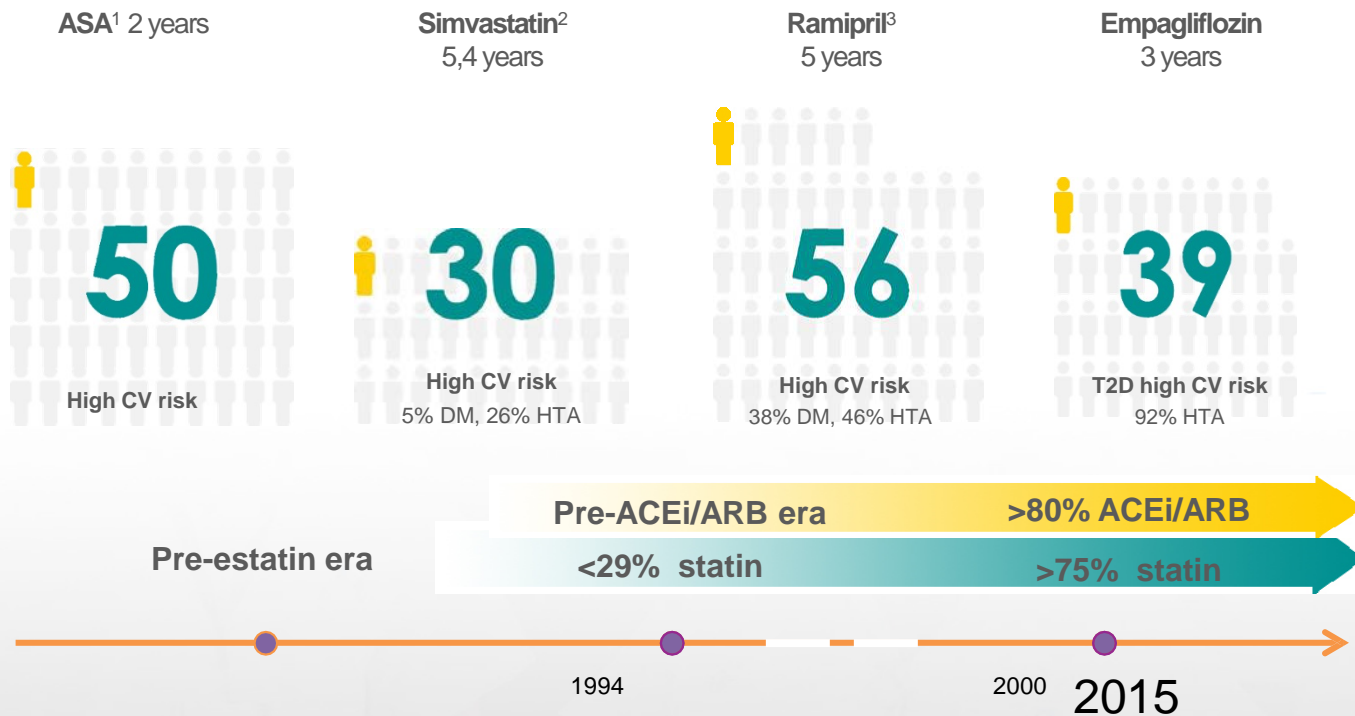 ASA¹ 2 years
Simvastatin²
5,4 years
Ramipril³
5 years
Empagliflozin
3 years
50
High CV risk
30
High CV risk
5% DM, 26% HTA
56
High CV risk
38% DM, 46% HTA
39
T2D high CV risk
92% HTA
Pre-ACEi/ARB era
>80% ACEi/ARB
Pre-estatin era
<29% statin
>75% statin
1994
2000
2015